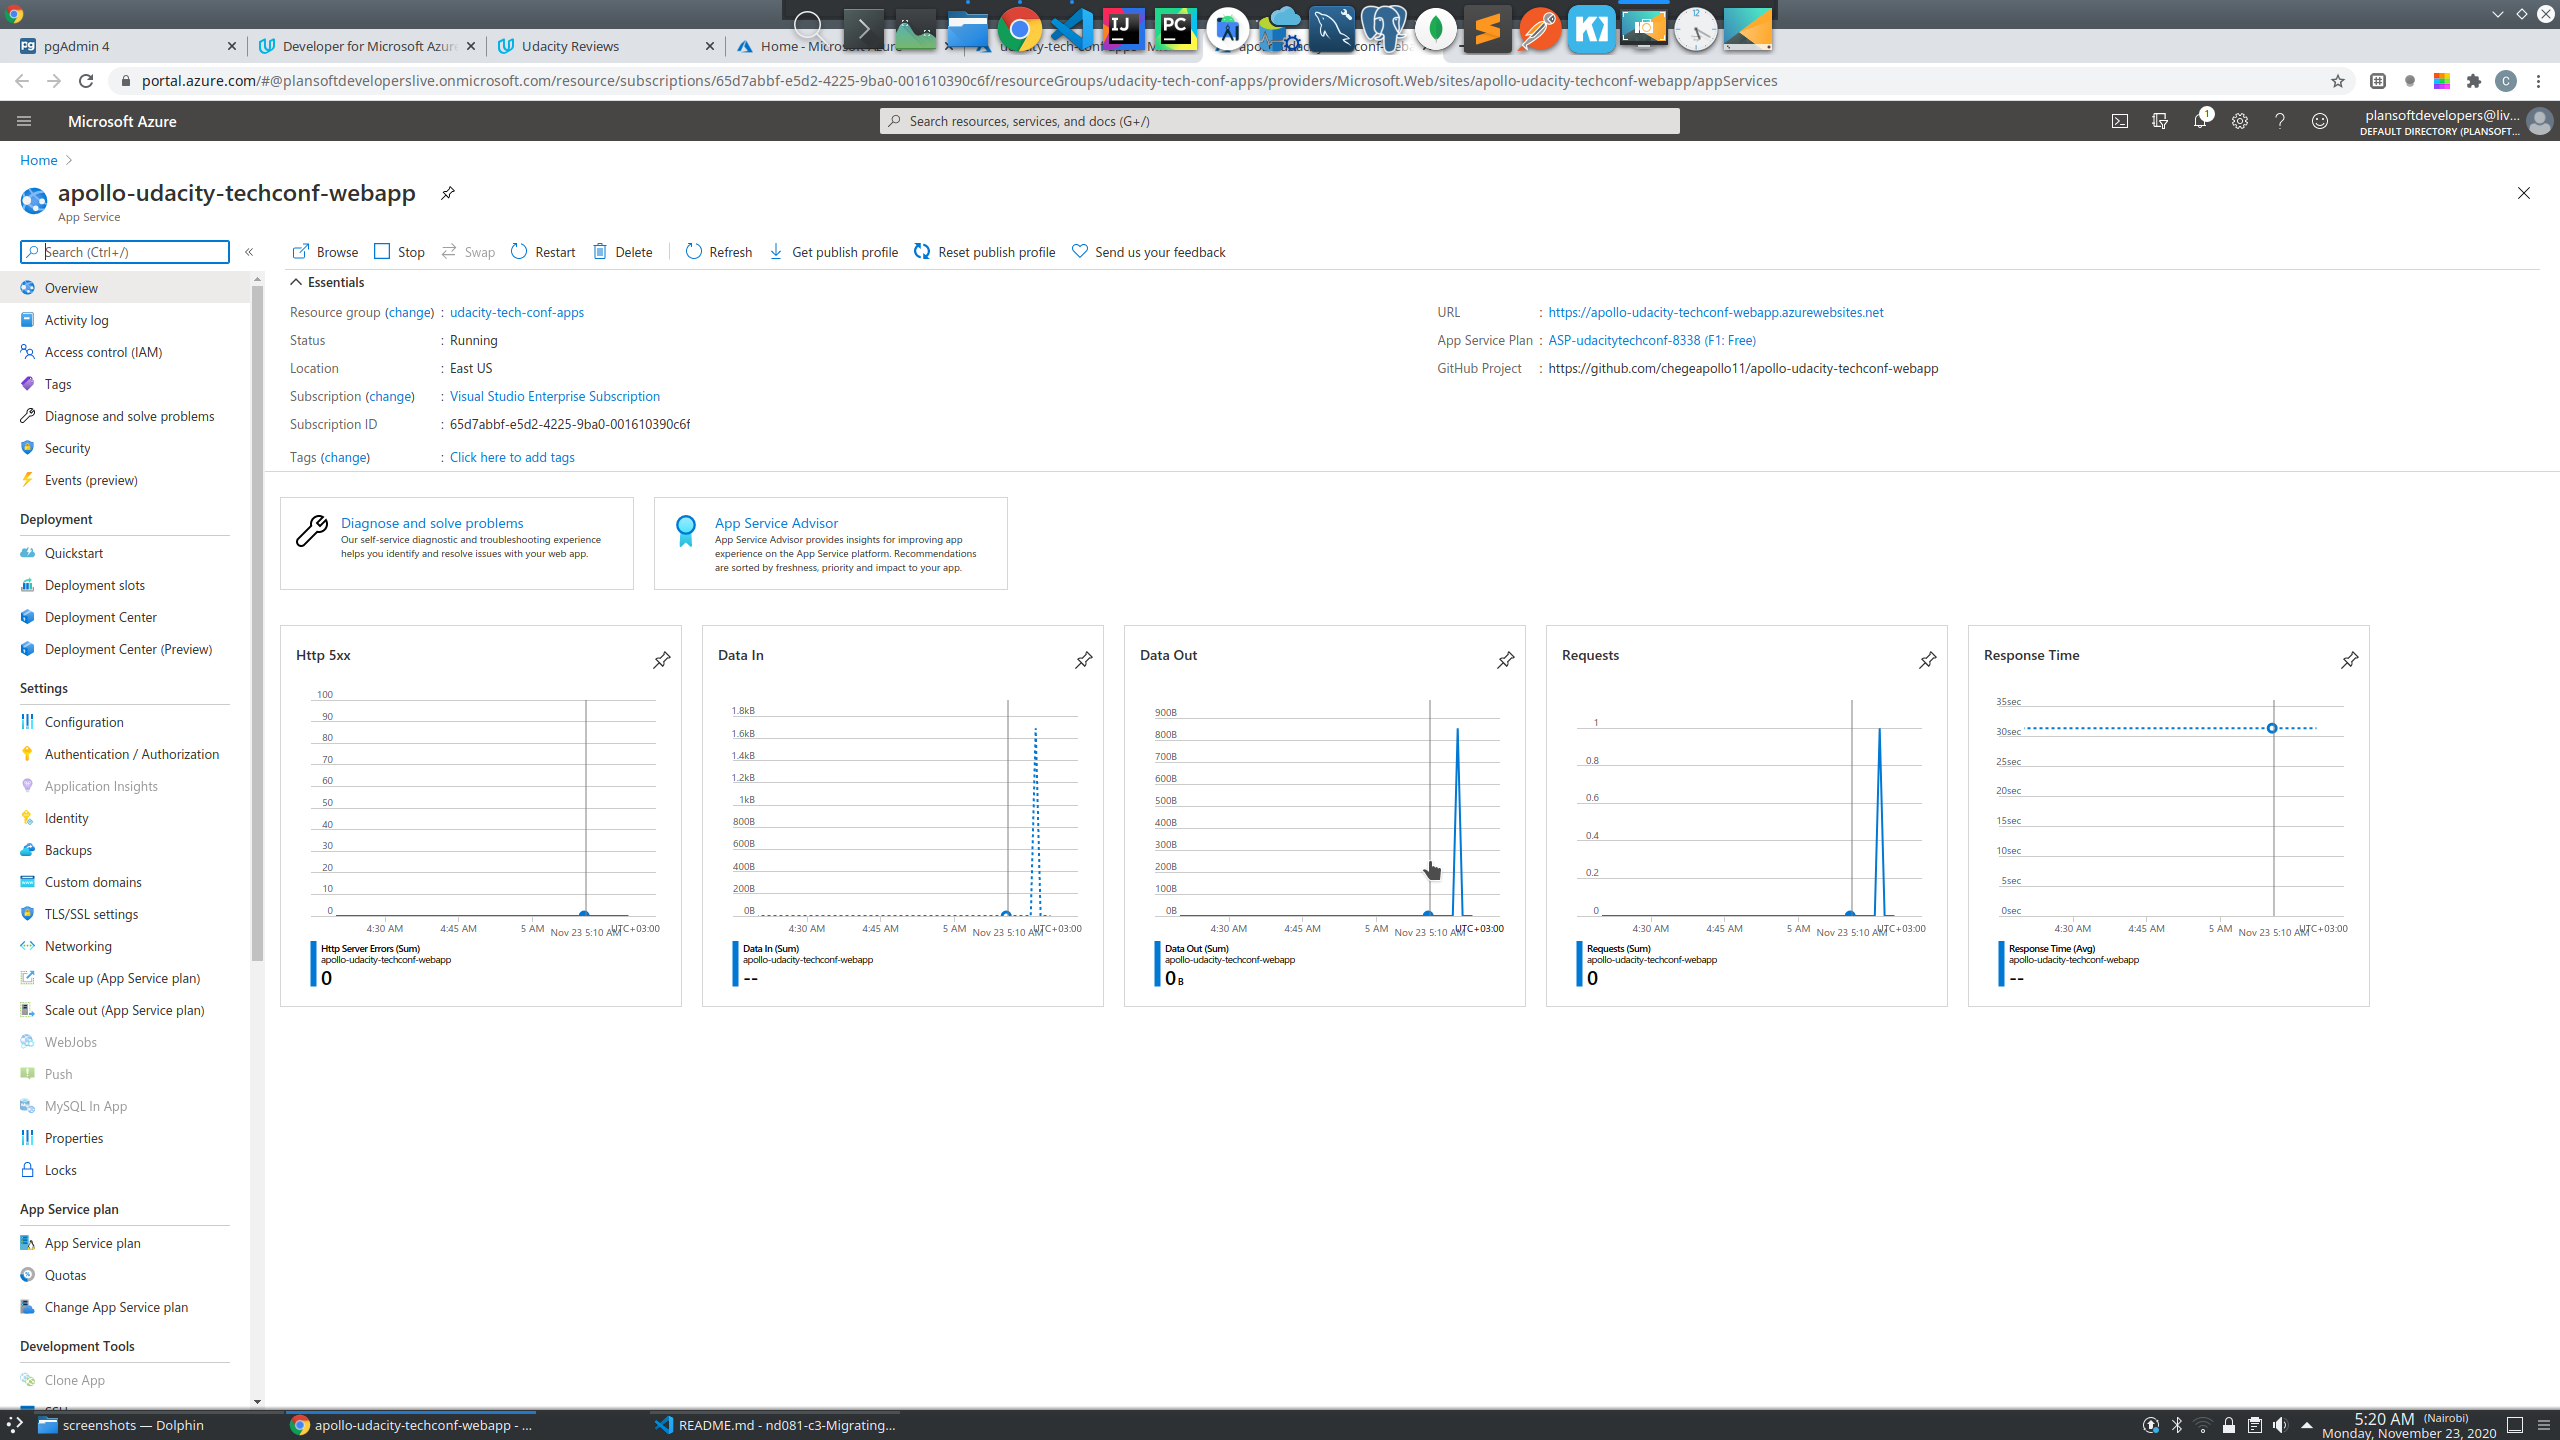 pgAdmin 4
Developer for Microsoft Azure
Udacity Reviews
Home - Microsoft Azure
portal.azure.com/#@plansoftdeveloperslive.onmicrosoft.com/resource/subscriptions/65d7abbf-e5d2-4225-9ba0-001610390c6f/resourceGroups/udacity-tech-conf-apps/providers/Microsoft.Web/sites/apollo-udacity-techconf-webapp/appServices
C
Microsoft Azure
Search resources, services, and docs (G+/)
1
plansoftdevelopers@liv...
DEFAULT DIRECTORY (PLANSOFT...
Home
apollo-udacity-techconf-webapp
App Service
Search (Ctrl+/)
Browse Stop Swap Restart Delete Refresh Get publish profile Reset publish profile Send us your feedback
Essentials
Resource group (change) : udacity-tech-conf-apps
Status : Running
Location : East US
Subscription (change) : Visual Studio Enterprise Subscription
Subscription ID : 65d7abbf-e5d2-4225-9ba0-001610390c6f
Tags (change) : Click here to add tags
URL : https://apollo-udacity-techconf-webapp.azurewebsites.net
App Service Plan : ASP-udacitytechconf-8338 (F1: Free)
GitHub Project : https://github.com/chegeapollo11/apollo-udacity-techconf-webapp
Overview
Activity log
Access control (IAM)
Tags
Diagnose and solve problems
Security
Events (preview)
Deployment
Quickstart
Deployment slots
Deployment Center
Deployment Center (Preview)
Settings
Configuration
Authentication / Authorization
Application Insights
Identity
Backups
Custom domains
TLS/SSL settings
Networking
Scale up (App Service plan)
Scale out (App Service plan)
WebJobs
Push
MySQL In App
Properties
Locks
App Service plan
App Service plan
Quotas
Change App Service plan
Development Tools
Clone App
Diagnose and solve problems
Our self-service diagnostic and troubleshooting experience
helps you identify and resolve issues with your web app.
App Service Advisor
App Service Advisor provides insights for improving app
experience on the App Service platform. Recommendations
are sorted by freshness, priority and impact to your app.
Http 5xx
100
90
80
70
60
50
40
30
20
10
0
4:30 AM 4:45 AM 5 AM Nov 23 5:10 AM UTC+03:00
Http Server Errors (Sum)
apollo-udacity-techconf-webapp
0
Data In
1.8kB
1.6kB
1.4kB
1.2kB
1kB
800B
600B
400B
200B
0B
4:30 AM 4:45 AM 5 AM Nov 23 5:10 AM UTC+03:00
Data In (Sum)
apollo-udacity-techconf-webapp
--
Data Out
900B
800B
700B
600B
500B
400B
300B
200B
100B
0B
4:30 AM 4:45 AM 5 AM Nov 23 5:10 AM UTC+03:00
Data Out (Sum)
apollo-udacity-techconf-webapp
0 B
Requests
1
0.8
0.6
0.4
0.2
0
4:30 AM 4:45 AM 5 AM Nov 23 5:10 AM UTC+03:00
Requests (Sum)
apollo-udacity-techconf-webapp
0
Response Time
35sec
30sec
25sec
20sec
15sec
10sec
5sec
0sec
4:30 AM 4:45 AM 5 AM Nov 23 5:10 AM UTC+03:00
Response Time (Avg)
apollo-udacity-techconf-webapp
--
screenshots — Dolphin
apollo-udacity-techconf-webapp - ...
README.md - nd081-c3-Migrating...
5:20 AM (Nairobi)
Monday, November 23, 2020